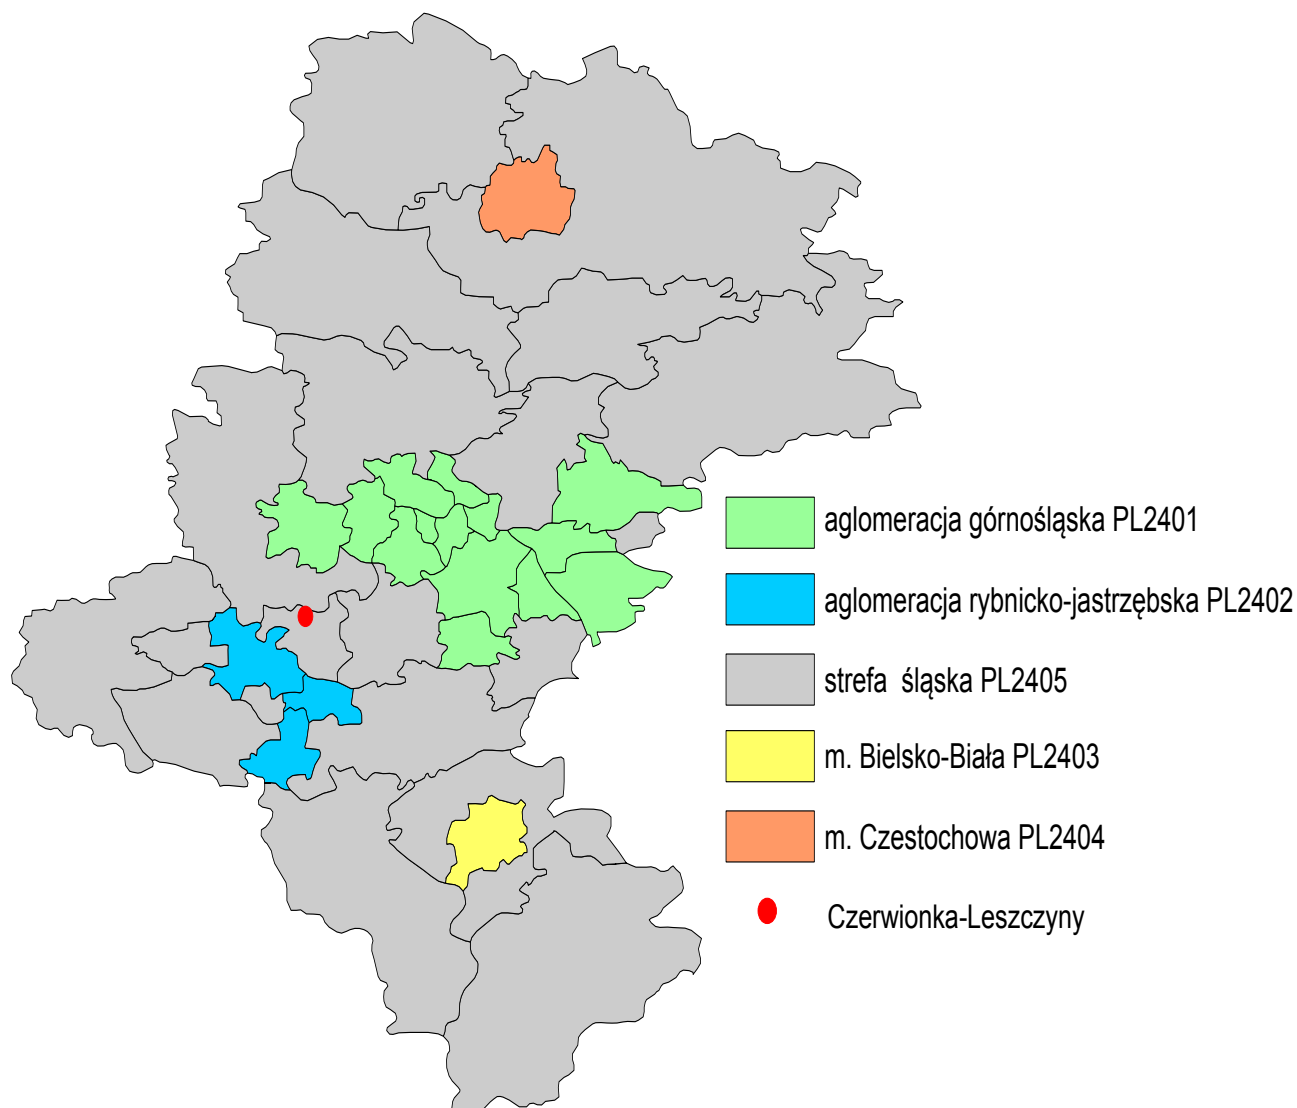 aglomeracja górnośląska PL2401
aglomeracja rybnicko-jastrzębska PL2402
strefa śląska PL2405
m. Bielsko-Biała PL2403
m. Czestochowa PL2404
Czerwionka-Leszczyny